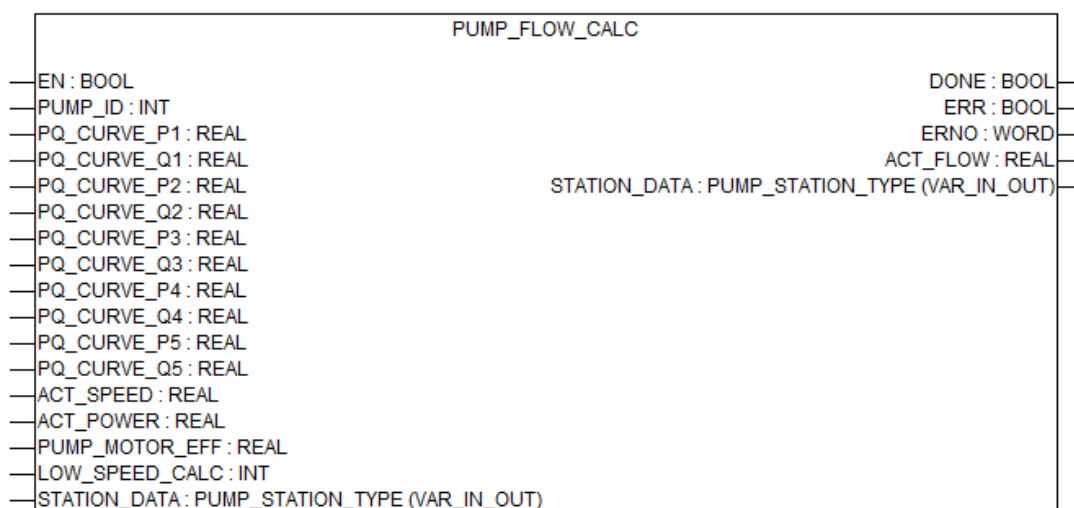 PUMP_FLOW_CALC
EN : BOOL
PUMP_ID : INT
PQ_CURVE_P1 : REAL
PQ_CURVE_Q1 : REAL
PQ_CURVE_P2 : REAL
PQ_CURVE_Q2 : REAL
PQ_CURVE_P3 : REAL
PQ_CURVE_Q3 : REAL
PQ_CURVE_P4 : REAL
PQ_CURVE_Q4 : REAL
PQ_CURVE_P5 : REAL
PQ_CURVE_Q5 : REAL
ACT_SPEED : REAL
ACT_POWER : REAL
PUMP_MOTOR_EFF : REAL
LOW_SPEED_CALC : INT
STATION_DATA : PUMP_STATION_TYPE (VAR_IN_OUT)
DONE : BOOL
ERR : BOOL
ERNO : WORD
ACT_FLOW : REAL
STATION_DATA : PUMP_STATION_TYPE (VAR_IN_OUT)